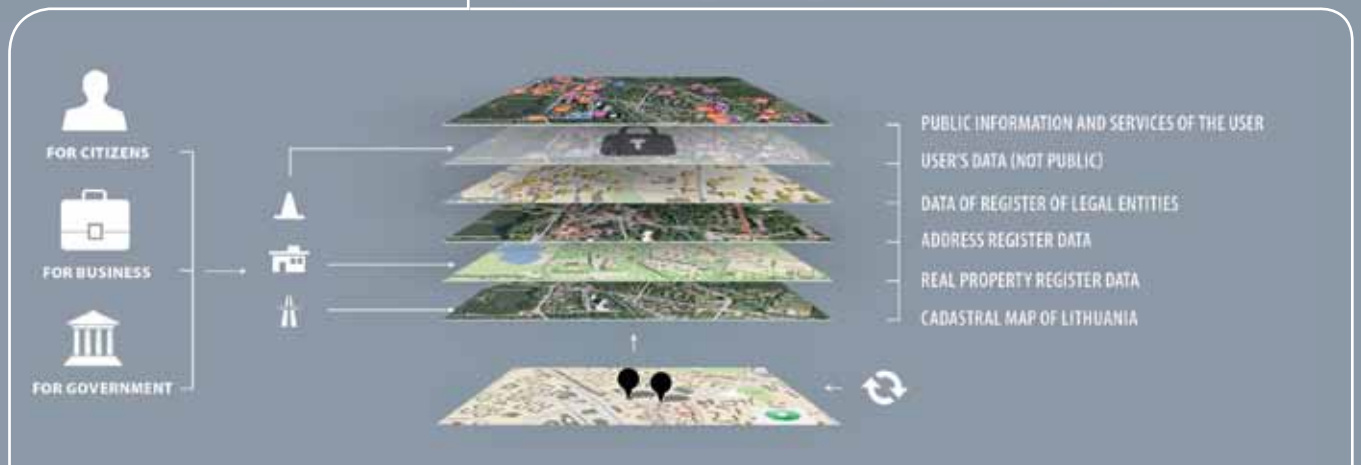 FOR CITIZENS
FOR BUSINESS
FOR GOVERNMENT
PUBLIC INFORMATION AND SERVICES OF THE USER
USER'S DATA (NOT PUBLIC)
DATA OF REGISTER OF LEGAL ENTITIES
ADDRESS REGISTER DATA
REAL PROPERTY REGISTER DATA
CADASTRAL MAP OF LITHUANIA